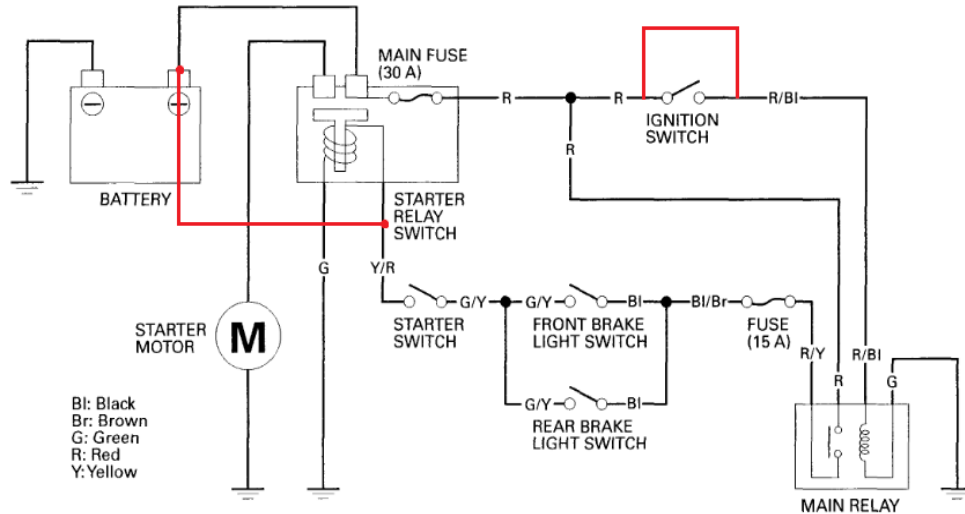 MAIN FUSE
(30 A)
R
R
R/Bl
IGNITION
SWITCH
R
BATTERY
STARTER
RELAY
SWITCH
G
Y/R
G/Y
G/Y
Bl
Bl/Br
STARTER
SWITCH
FRONT BRAKE
LIGHT SWITCH
FUSE
(15 A)
STARTER
MOTOR
M
R/Y
R
R/Bl
G
G/Y
Bl
REAR BRAKE
LIGHT SWITCH
Bl: Black
Br: Brown
G: Green
R: Red
Y: Yellow
MAIN RELAY